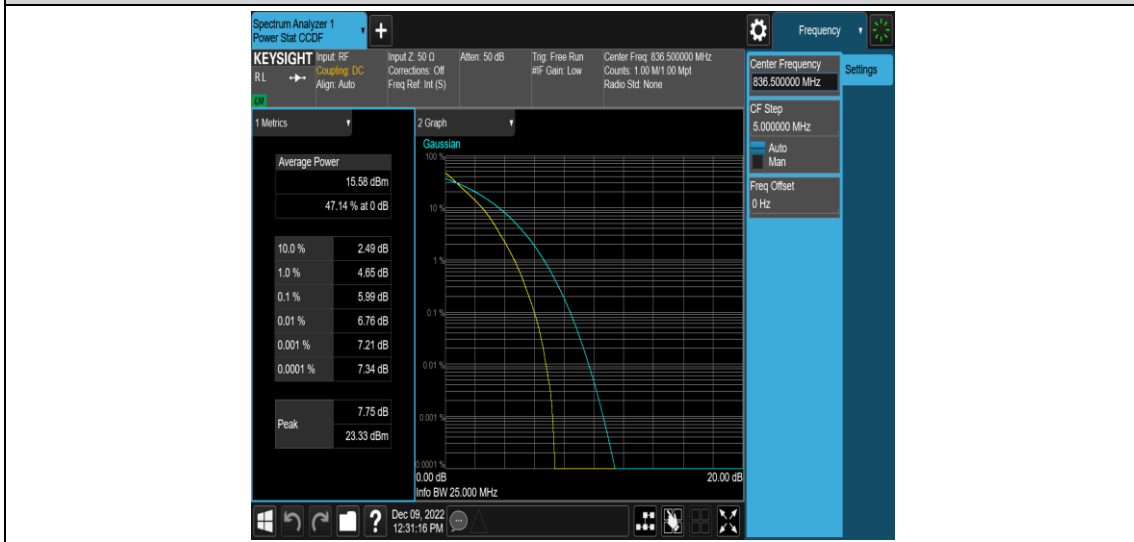 Spectrum Analyzer 1
Power Stat CCDF
+
Frequency
KEYSIGHT
RL
LXI
Input: RF
Coupling: DC
Align: Auto
Input Z: 50 Ω
Corrections: Off
Freq Ref: Int (S)
Atten: 50 dB
Trig: Free Run
#IF Gain: Low
Center Freq: 836.500000 MHz
Counts: 1.00 M/1.00 Mpt
Radio Std: None
Center Frequency
836.500000 MHz
Settings
CF Step
5.000000 MHz
Auto
Man
Freq Offset
0 Hz
1 Metrics
Average Power
15.58 dBm
47.14 % at 0 dB
10.0 % 2.49 dB
1.0 % 4.65 dB
0.1 % 5.99 dB
0.01 % 6.76 dB
0.001 % 7.21 dB
0.0001 % 7.34 dB
Peak
7.75 dB
23.33 dBm
2 Graph
Gaussian
100 %
10 %
1 %
0.1 %
0.01 %
0.001 %
0.0001 %
0.00 dB 20.00 dB
Info BW 25.000 MHz
?
Dec 09, 2022
12:31:16 PM